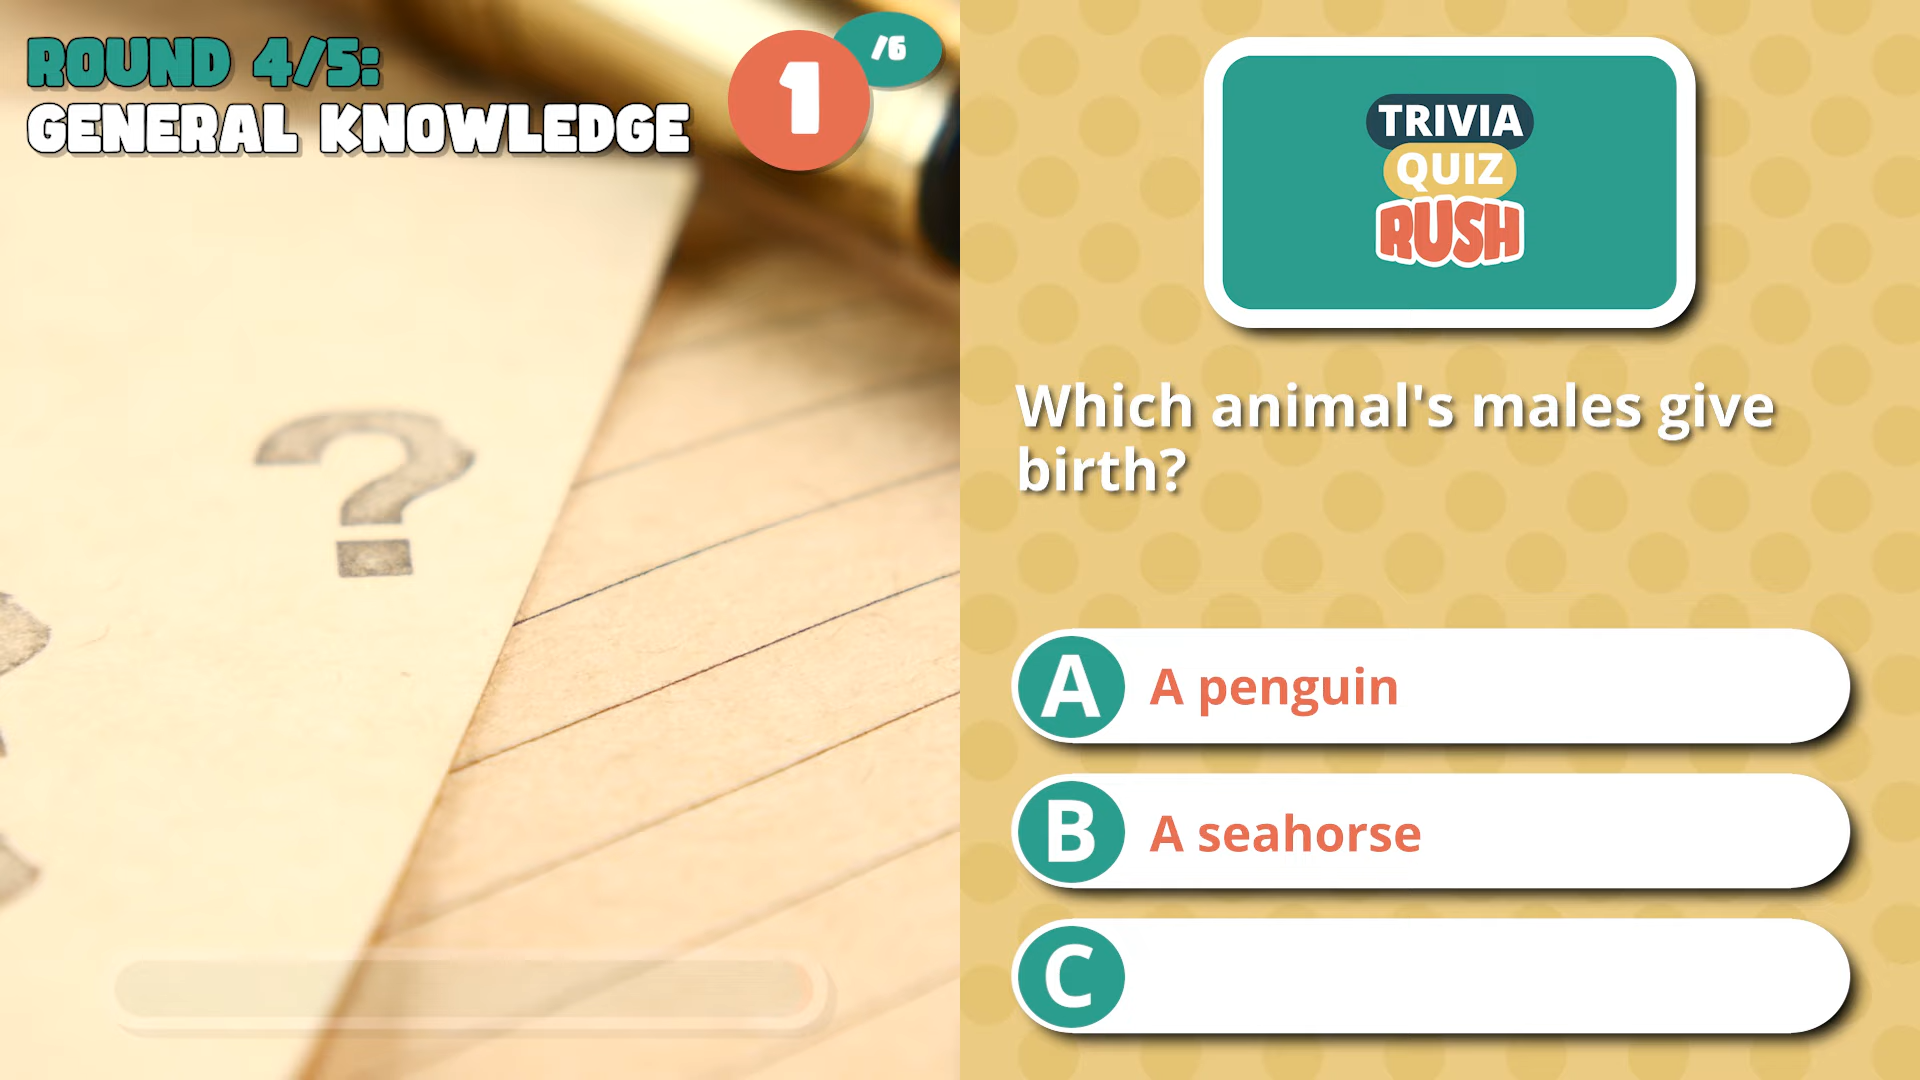 ROUND 4/5:
GENERAL KNOWLEDGE
1
/6
?
TRIVIA
QUIZ
RUSH
Which animal's males give
birth?
A
A penguin
B
A seahorse
C